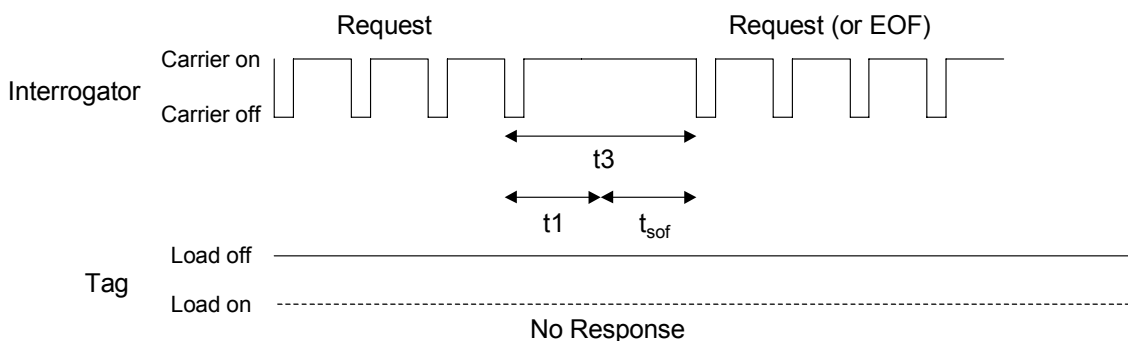 Request
Request (or EOF)
Carrier on
Interrogator
Carrier off
t3
t1
tsof
Load off
Tag
Load on
No Response